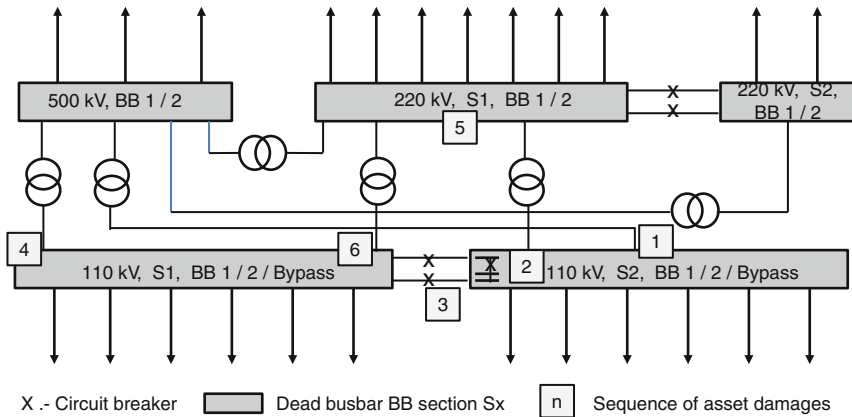 500 kV, BB 1 / 2
220 kV, S1, BB 1 / 2
220 kV, S2,
BB 1 / 2
5
4
6
1
110 kV, S1, BB 1 / 2 / Bypass
X
X
X
X
X
2
110 kV, S2, BB 1 / 2 / Bypass
3
X .- Circuit breaker
Dead busbar BB section Sx
n
Sequence of asset damages